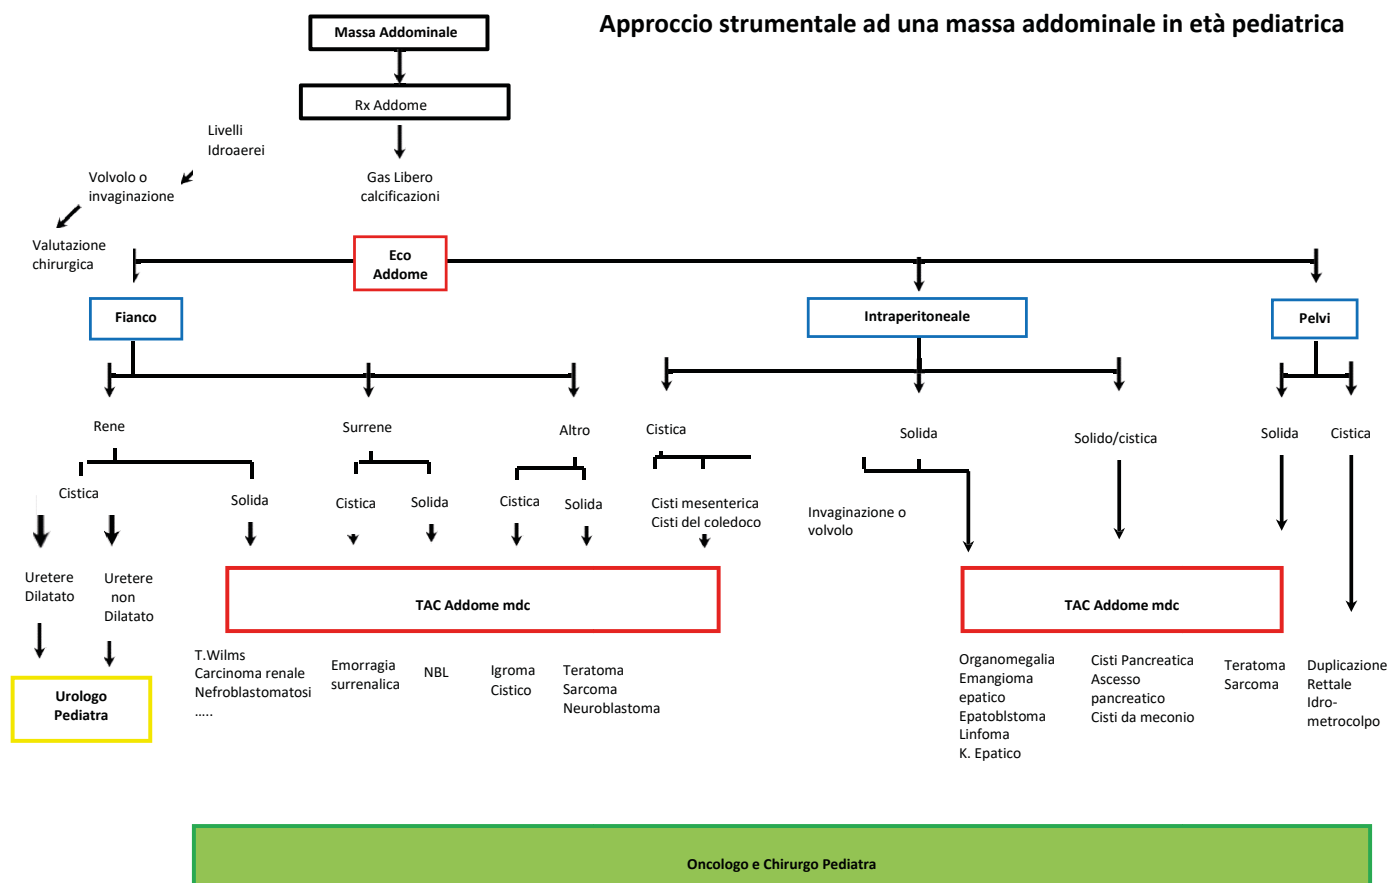 Approccio strumentale ad una massa addominale in età pediatrica
Massa Addominale
Rx Addome
Livelli
Idroaerei
Volvolo o
invaginazione
Gas Libero
calcificazioni
Valutazione
chirurgica
Eco
Addome
Fianco
Intraperitoneale
Pelvi
Rene
Surrene
Altro
Cistica
Solida
Solido/cistica
Solida
Cistica
Cistica
Solida
Cistica
Solida
Cistica
Solida
Cisti mesenterica
Cisti del coledoco
Invaginazione o
volvolo
Uretere
Dilatato
Uretere
non
Dilatato
TAC Addome mdc
TAC Addome mdc
Urologo
Pediatra
T.Wilms
Carcinoma renale
Nefroblastomatosi
…..
Emorragia
surrenalica
NBL
Igroma
Cistico
Teratoma
Sarcoma
Neuroblastoma
Organomegalia
Emangioma
epatico
Epatoblstoma
Linfoma
K. Epatico
Cisti Pancreatica
Ascesso
pancreatico
Cisti da meconio
Teratoma
Sarcoma
Duplicazione
Rettale
Idro-
metrocolpo
Oncologo e Chirurgo Pediatra